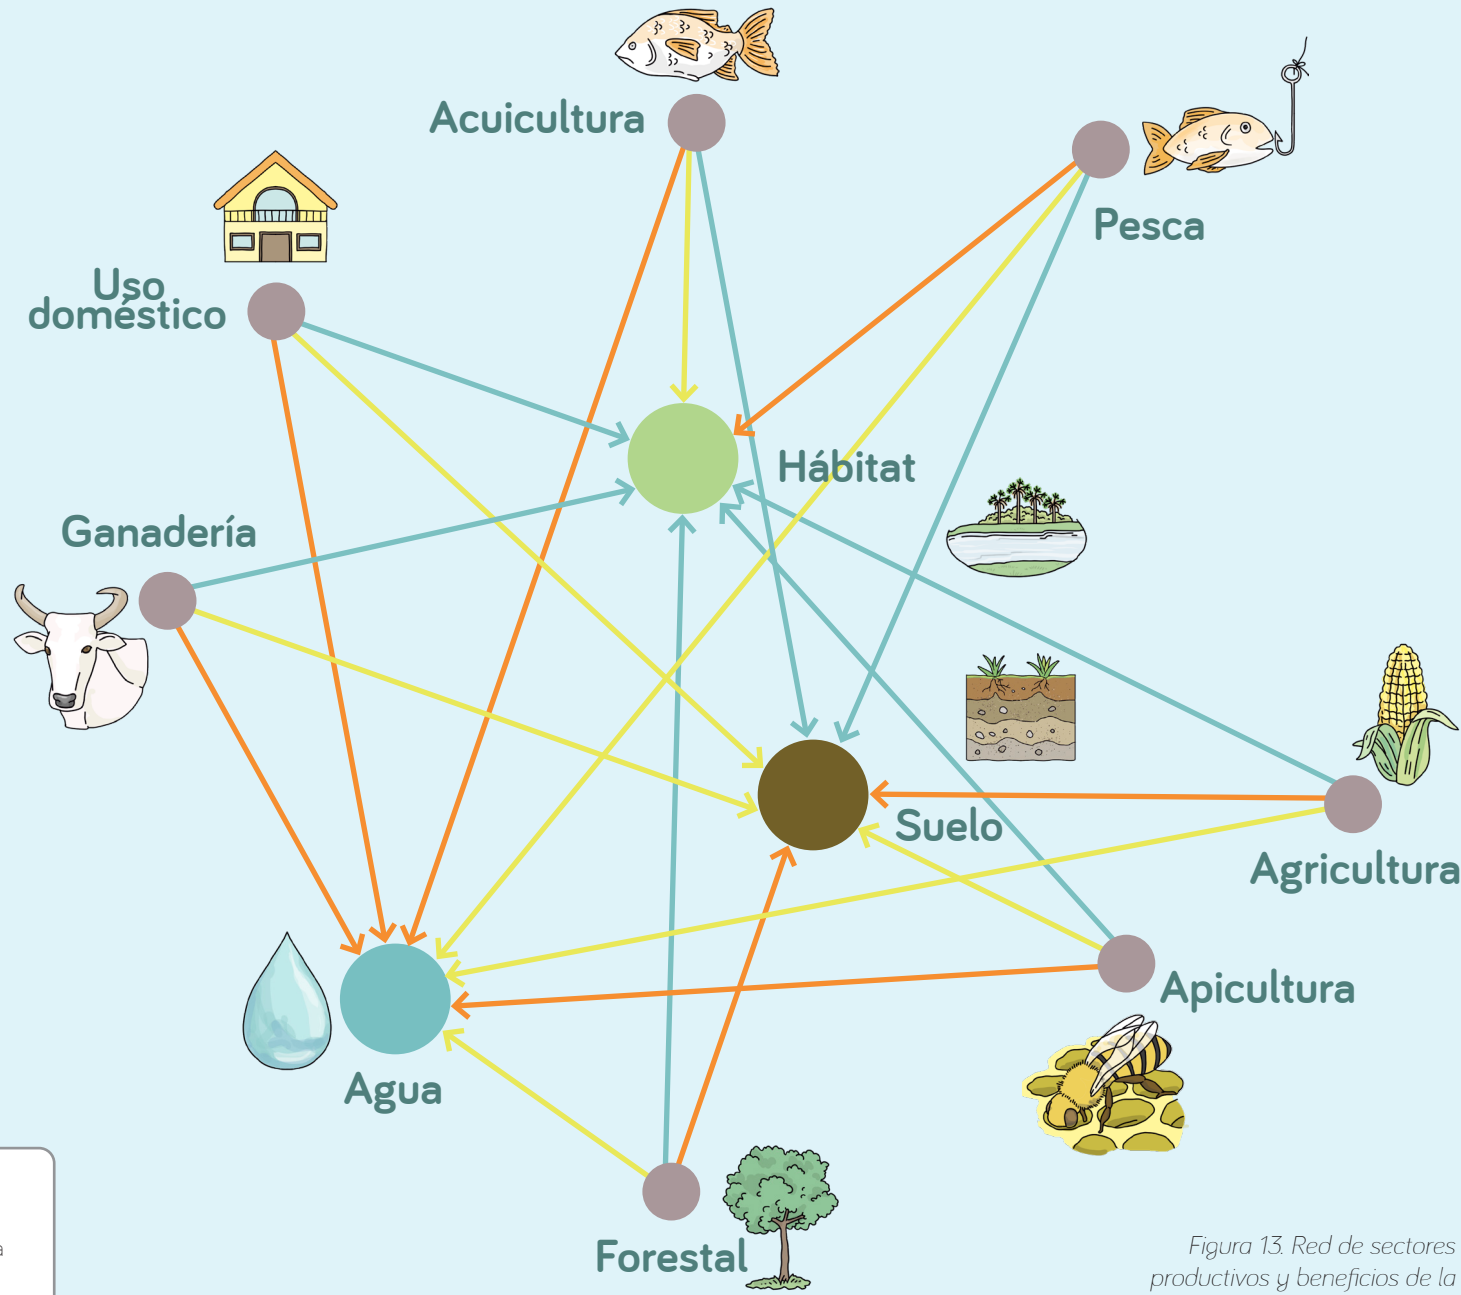 Acuicultura
Pesca
Uso
doméstico
Hábitat
Ganadería
Suelo
Agricultura
Apicultura
Agua
Forestal
a
Figura 13. Red de sectores
productivos y beneficios de la